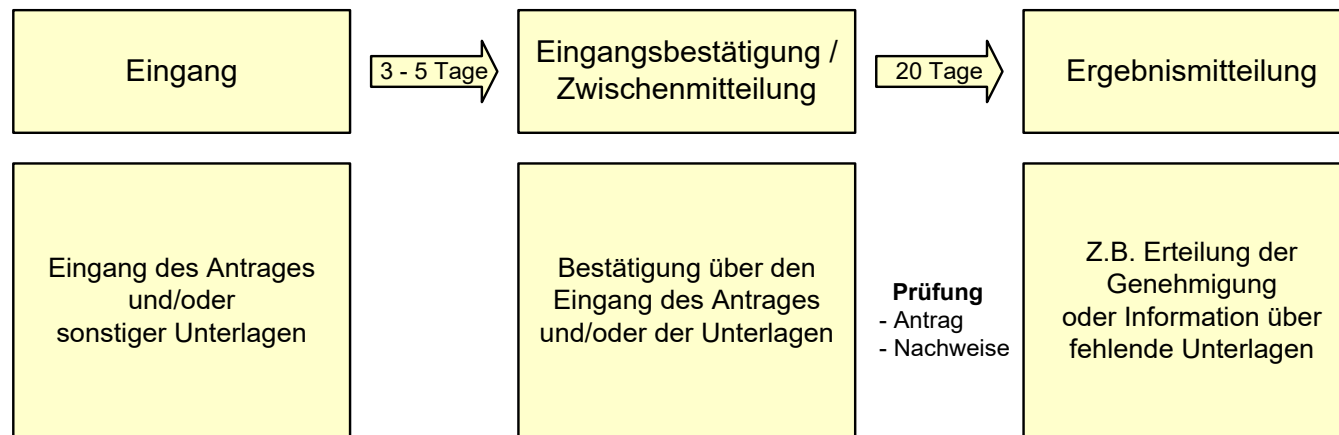 Eingang
3 - 5 Tage
Eingangsbestätigung /
Zwischenmitteilung
20 Tage
Ergebnismitteilung
Eingang des Antrages
und/oder
sonstiger Unterlagen
Bestätigung über den
Eingang des Antrages
und/oder der Unterlagen
Prüfung
- Antrag
- Nachweise
Z.B. Erteilung der
Genehmigung
oder Information über
fehlende Unterlagen